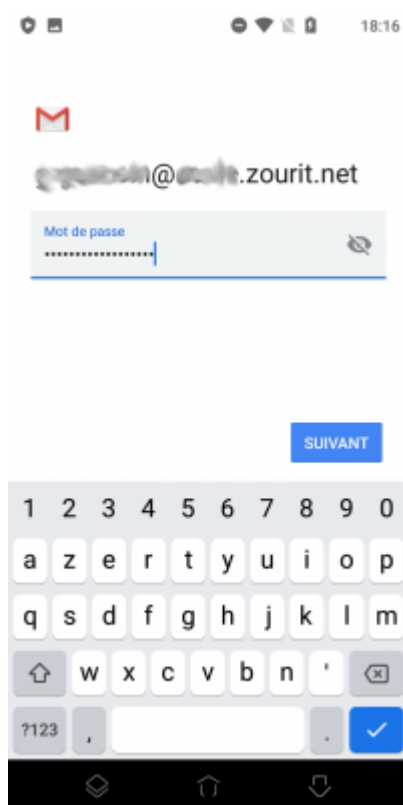 18:16
.zourit.net
Mot de passe
SUIVANT
1 2 3 4 5 6 7 8 9 0
a z e r t y u i o p
q s d f g h j k l m
w x c v b n '
?123 , .